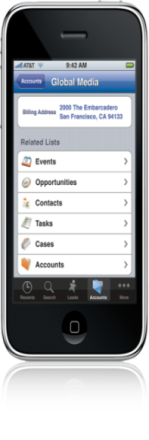 AT&T 9:42 AM
Accounts Global Media
Billing Address 2000 The Embarcadero
San Francisco, CA 94133
Related Lists
Events
Opportunities
Contacts
Tasks
Cases
Accounts
Recents Search Leads Accounts More